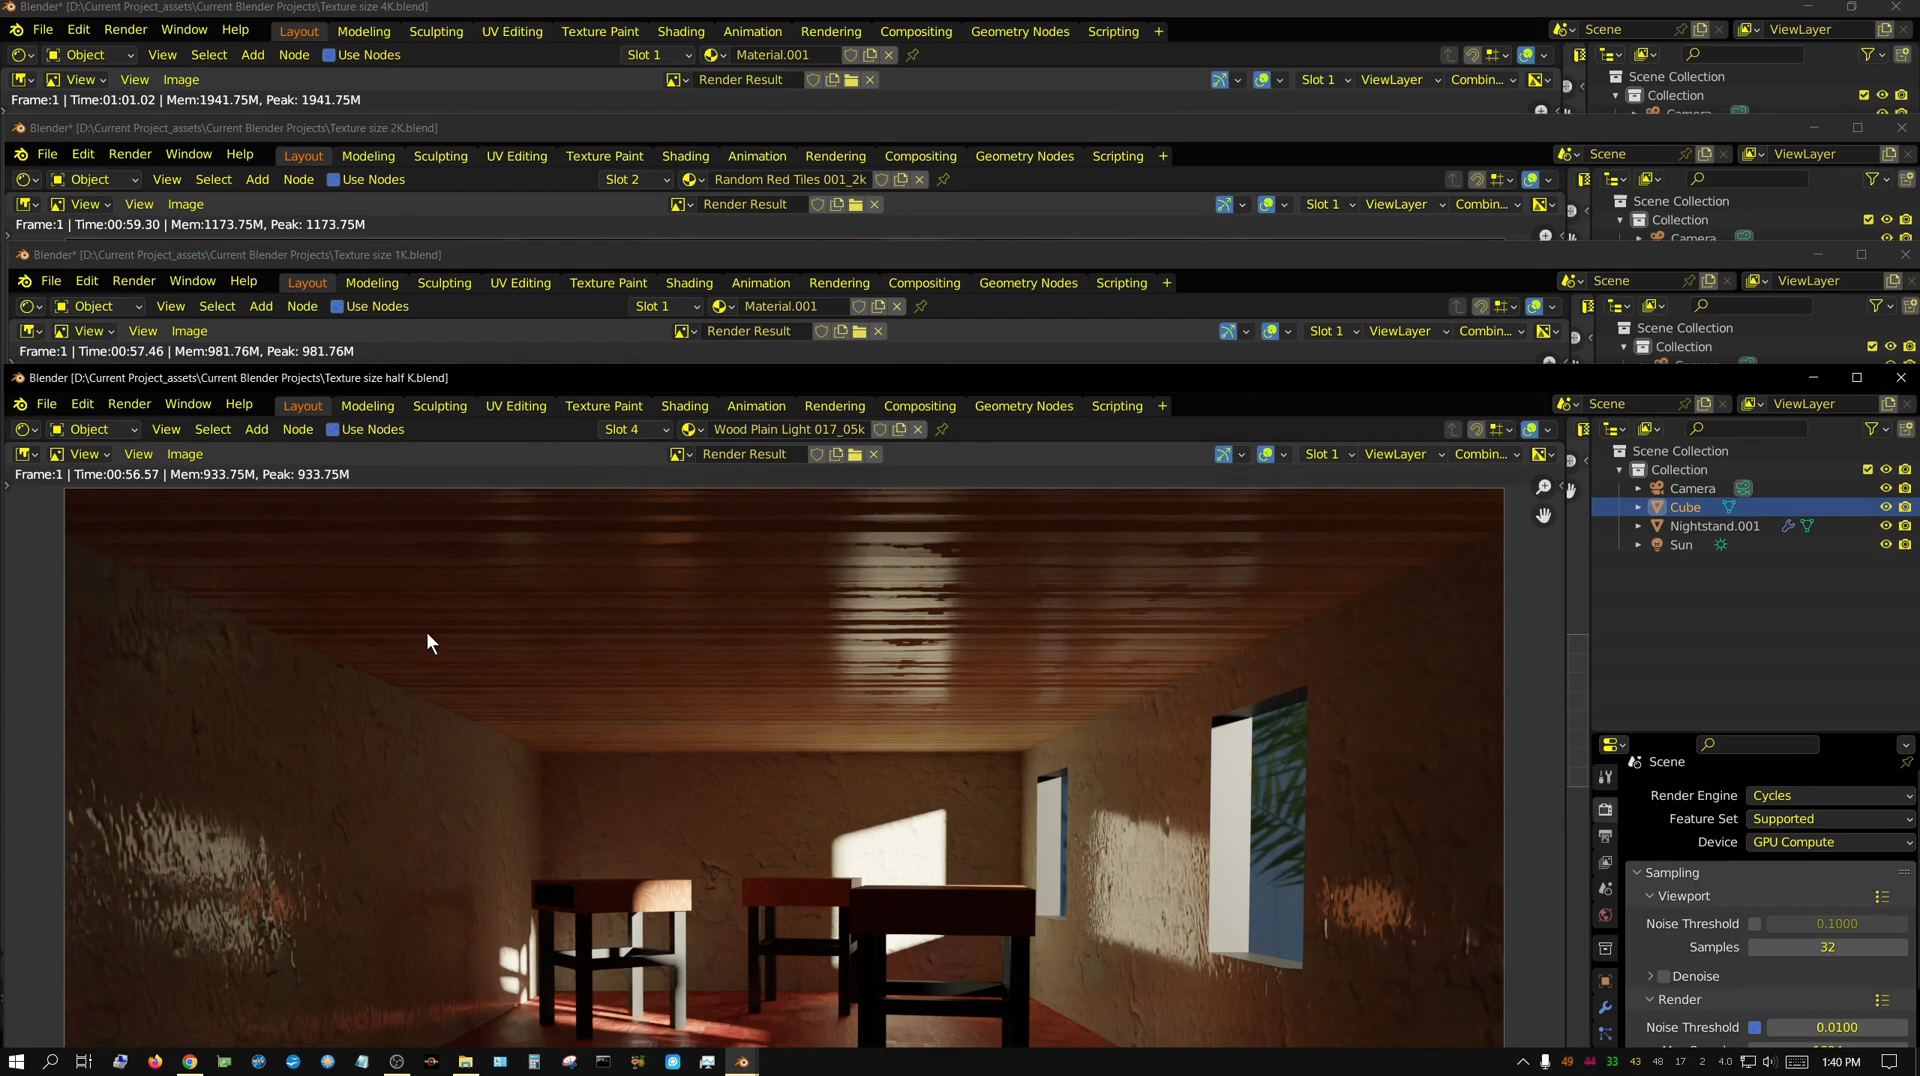 Blender* [D:\Current Project_assets\Current Blender Projects\Texture size 4K.blend]
File Edit Render Window Help Layout Modeling Sculpting UV Editing Texture Paint Shading Animation Rendering Compositing Geometry Nodes Scripting + Scene ViewLayer
Object View Select Add Node Use Nodes Slot 1 Material.001
View View Image Render Result Slot 1 ViewLayer Combin... Scene Collection
Frame:1 | Time:01:01.02 | Mem:1941.75M, Peak: 1941.75M Collection
Camera
Blender* [D:\Current Project_assets\Current Blender Projects\Texture size 2K.blend]
File Edit Render Window Help Layout Modeling Sculpting UV Editing Texture Paint Shading Animation Rendering Compositing Geometry Nodes Scripting + Scene ViewLayer
Object View Select Add Node Use Nodes Slot 2 Random Red Tiles 001_2k
View View Image Render Result Slot 1 ViewLayer Combin... Scene Collection
Frame:1 | Time:00:59.30 | Mem:1173.75M, Peak: 1173.75M Collection
Camera
Blender* [D:\Current Project_assets\Current Blender Projects\Texture size 1K.blend]
File Edit Render Window Help Layout Modeling Sculpting UV Editing Texture Paint Shading Animation Rendering Compositing Geometry Nodes Scripting + Scene ViewLayer
Object View Select Add Node Use Nodes Slot 1 Material.001
View View Image Render Result Slot 1 ViewLayer Combin... Scene Collection
Frame:1 | Time:00:57.46 | Mem:981.76M, Peak: 981.76M Collection
Blender [D:\Current Project_assets\Current Blender Projects\Texture size half K.blend]
File Edit Render Window Help Layout Modeling Sculpting UV Editing Texture Paint Shading Animation Rendering Compositing Geometry Nodes Scripting + Scene ViewLayer
Object View Select Add Node Use Nodes Slot 4 Wood Plain Light 017_05k
View View Image Render Result Slot 1 ViewLayer Combin... Scene Collection
Frame:1 | Time:00:56.57 | Mem:933.75M, Peak: 933.75M Collection
Camera
Cube
Nightstand.001
Sun
Scene
Render Engine Cycles
Feature Set Supported
Device GPU Compute
Sampling
Viewport
Noise Threshold 0.1000
Samples 32
Denoise
Render
Noise Threshold 0.0100
49 44 33 43 48 17 2 4.0 1:40 PM